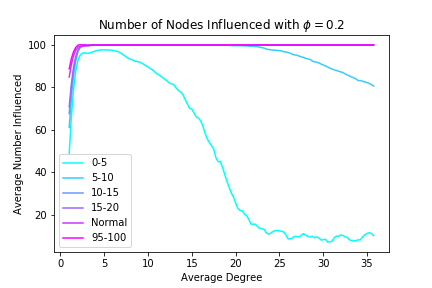 Number of Nodes Influenced with ϕ = 0.2
Average Number Influenced
100
80
60
40
20
0-5
5-10
10-15
15-20
Normal
95-100
0 5 10 15 20 25 30 35
Average Degree